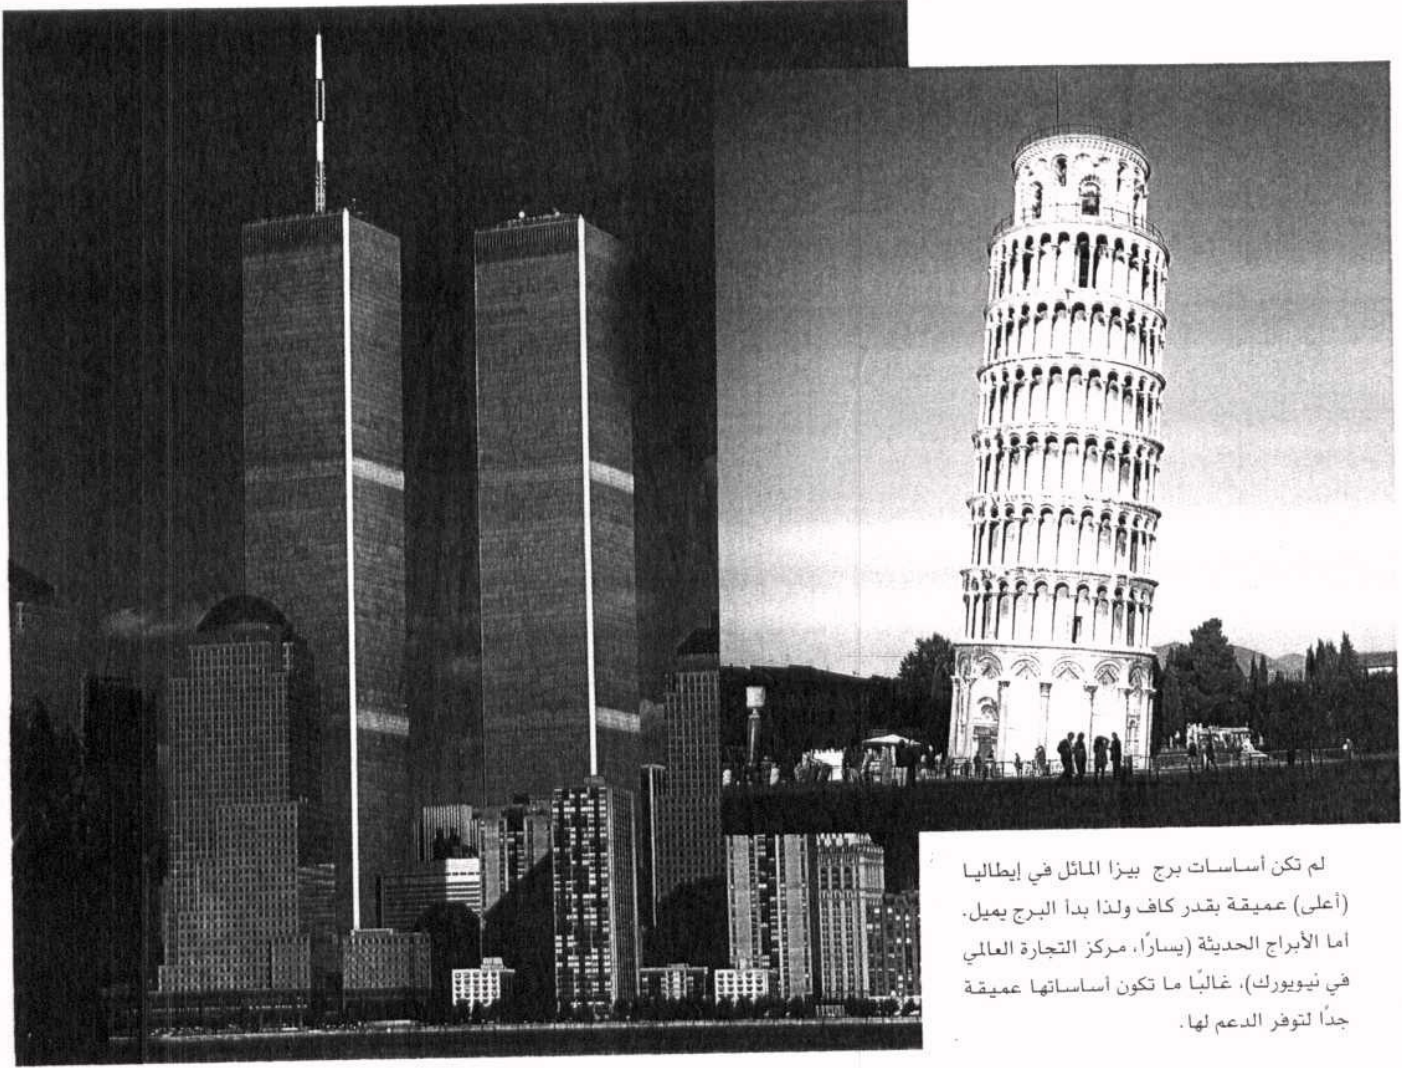 لم تكن أساسات برج بيزا المائل في إيطاليا
(أعلى) عميقة بقدر كاف ولذا بدأ البرج يميل.
أما الأبراج الحديثة (يسارًا، مركز التجارة العالمي
في نيويورك)، غالبًا ما تكون أساساتها عميقة
جدًا لتوفر الدعم لها.